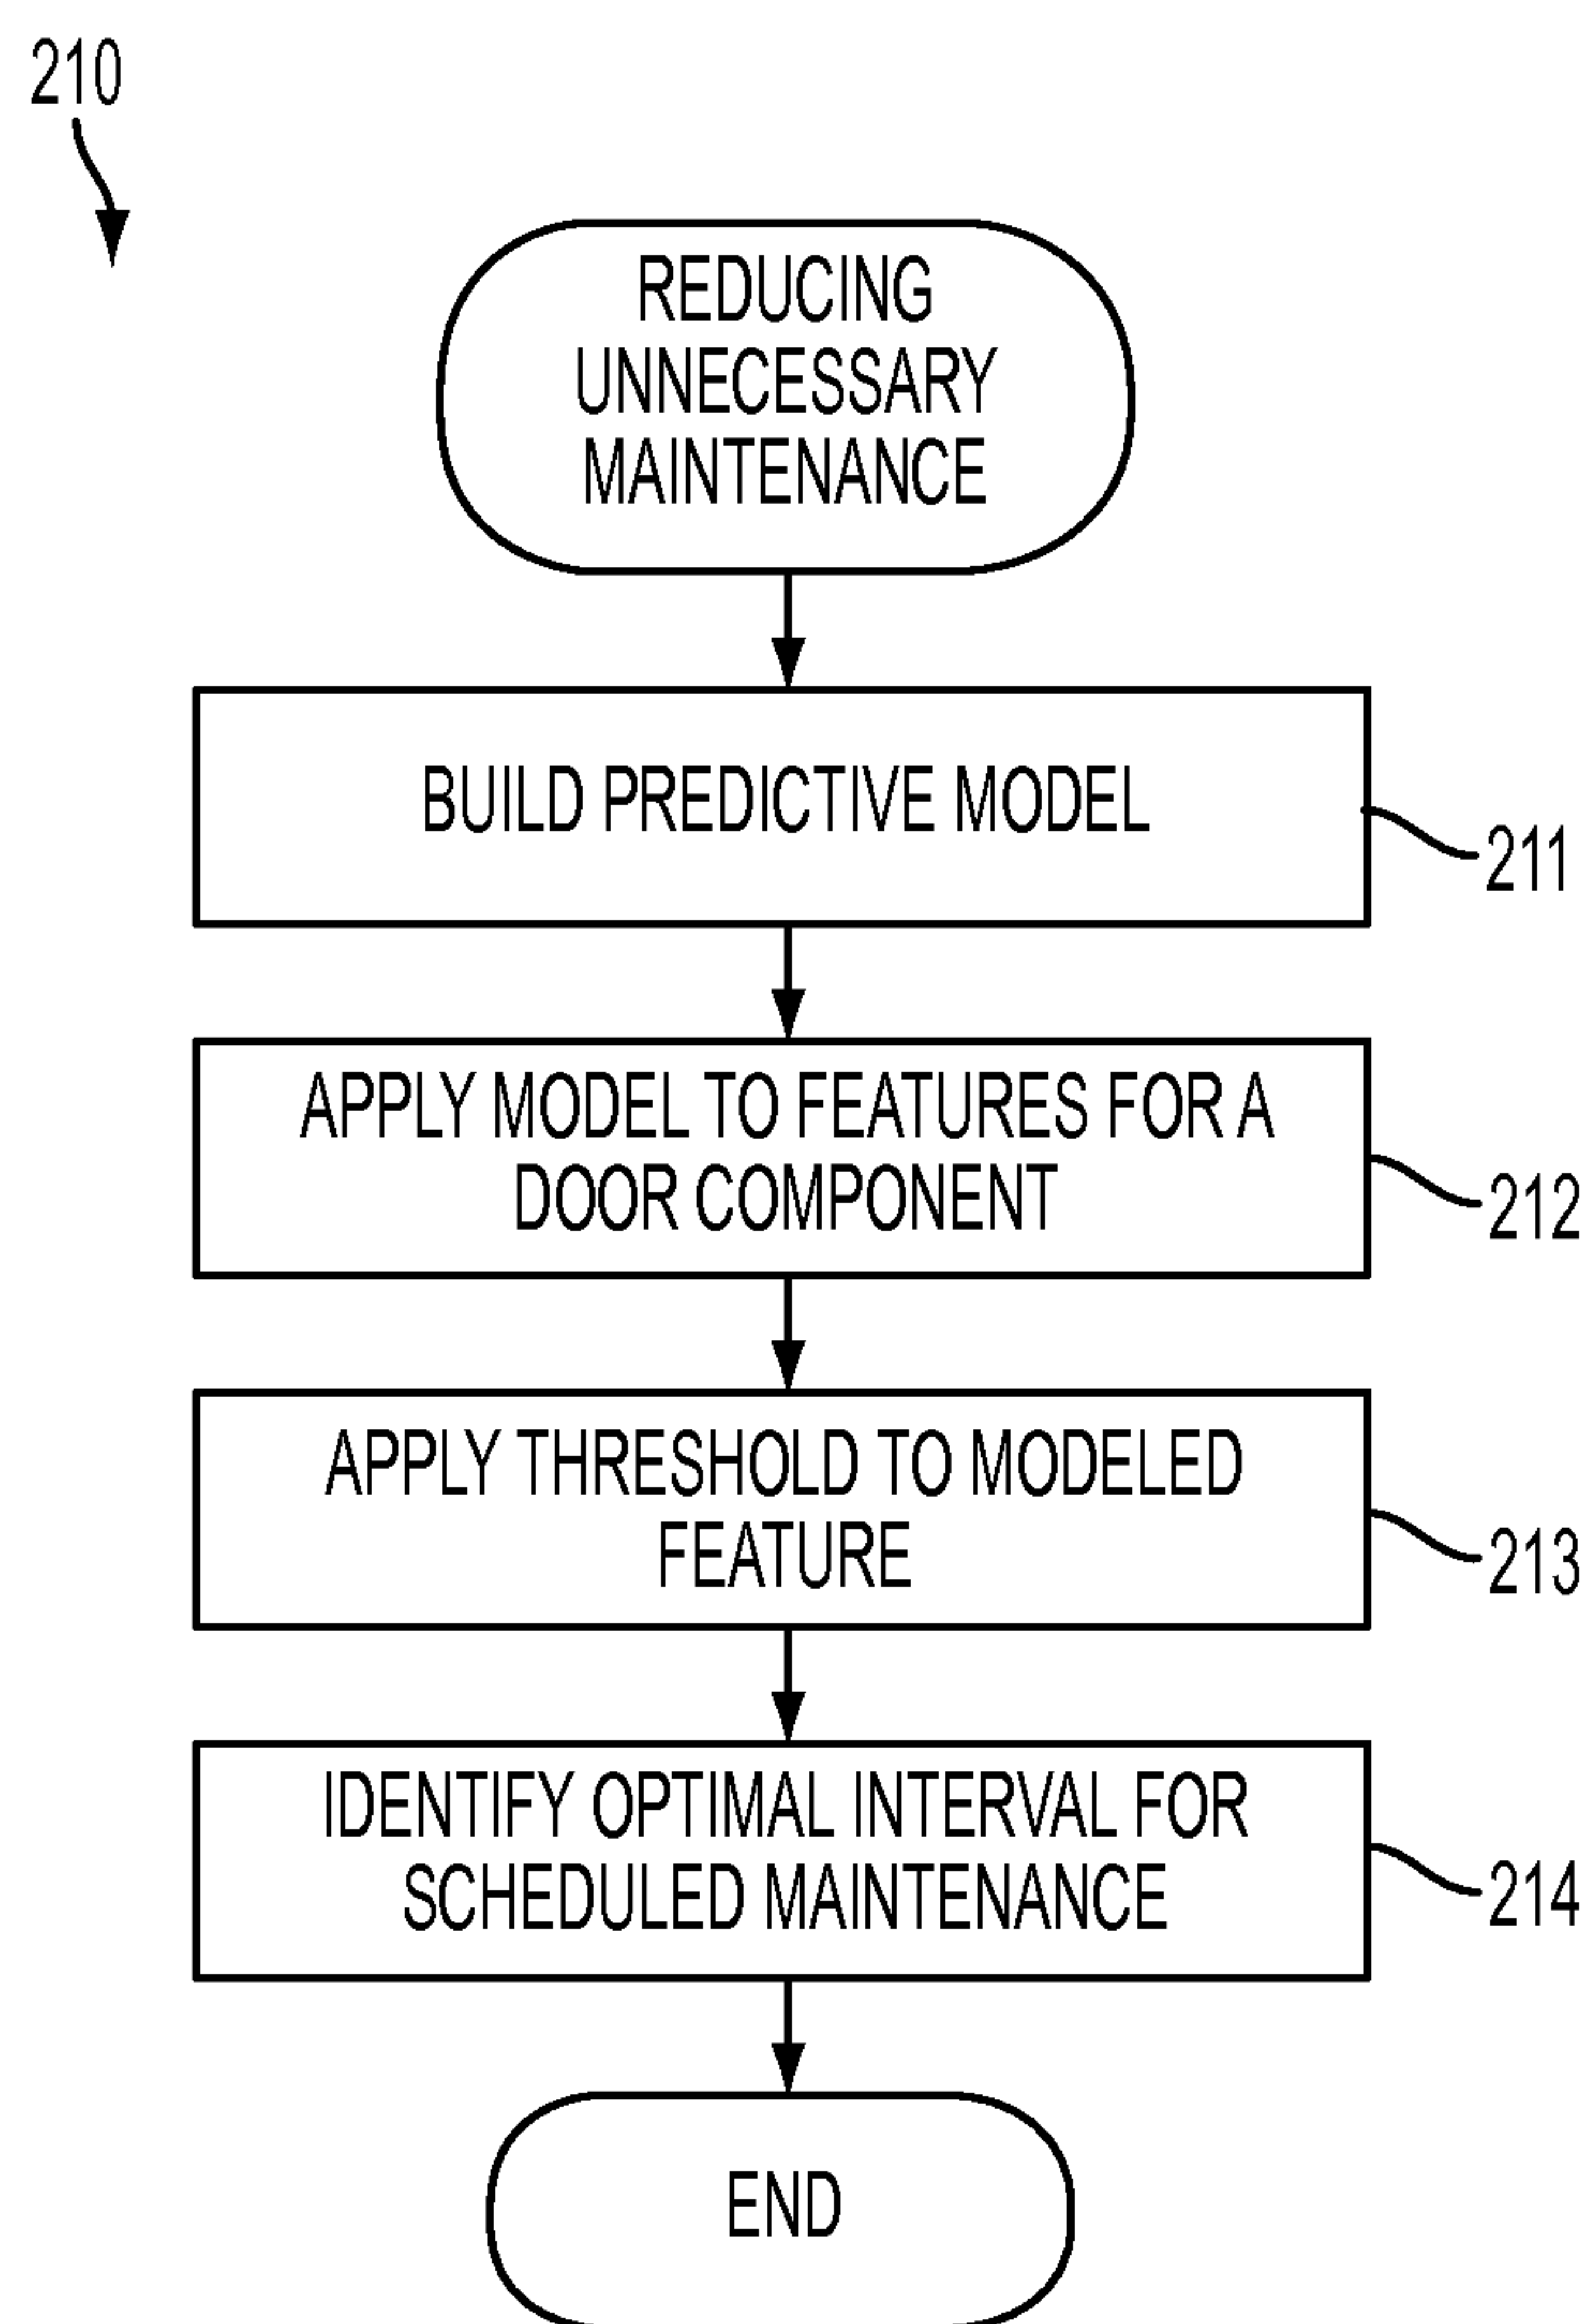 210
REDUCING
UNNECESSARY
MAINTENANCE
BUILD PREDICTIVE MODEL
211
APPLY MODEL TO FEATURES FOR A
DOOR COMPONENT
212
APPLY THRESHOLD TO MODELED
FEATURE
213
IDENTIFY OPTIMAL INTERVAL FOR
SCHEDULED MAINTENANCE
214
END